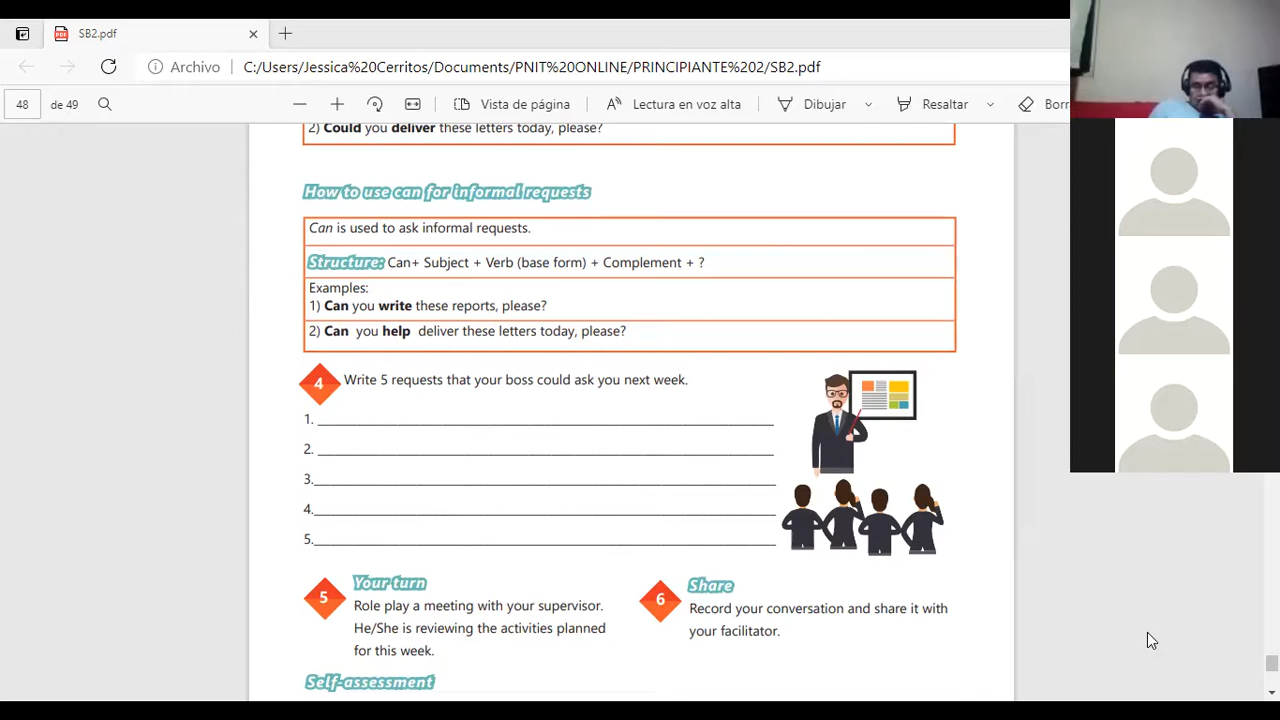 SB2.pdf
Archivo C:/Users/Jessica%20Cerritos/Documents/PNIT%20ONLINE/PRINCIPIANTE%202/SB2.pdf
48 de 49 Vista de página Lectura en voz alta Dibujar Resaltar Borr
2) Could you deliver these letters today, please?
How to use can for informal requests
Can is used to ask informal requests.
Structure: Can+ Subject + Verb (base form) + Complement + ?
Examples:
1) Can you write these reports, please?
2) Can you help deliver these letters today, please?
4 Write 5 requests that your boss could ask you next week.
1.
2.
3.
4.
5.
5 Your turn
Role play a meeting with your supervisor.
He/She is reviewing the activities planned
for this week.
6 Share
Record your conversation and share it with
your facilitator.
Self-assessment